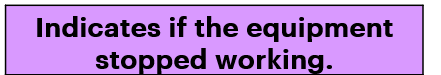 Indicates if the equipment
stopped working.